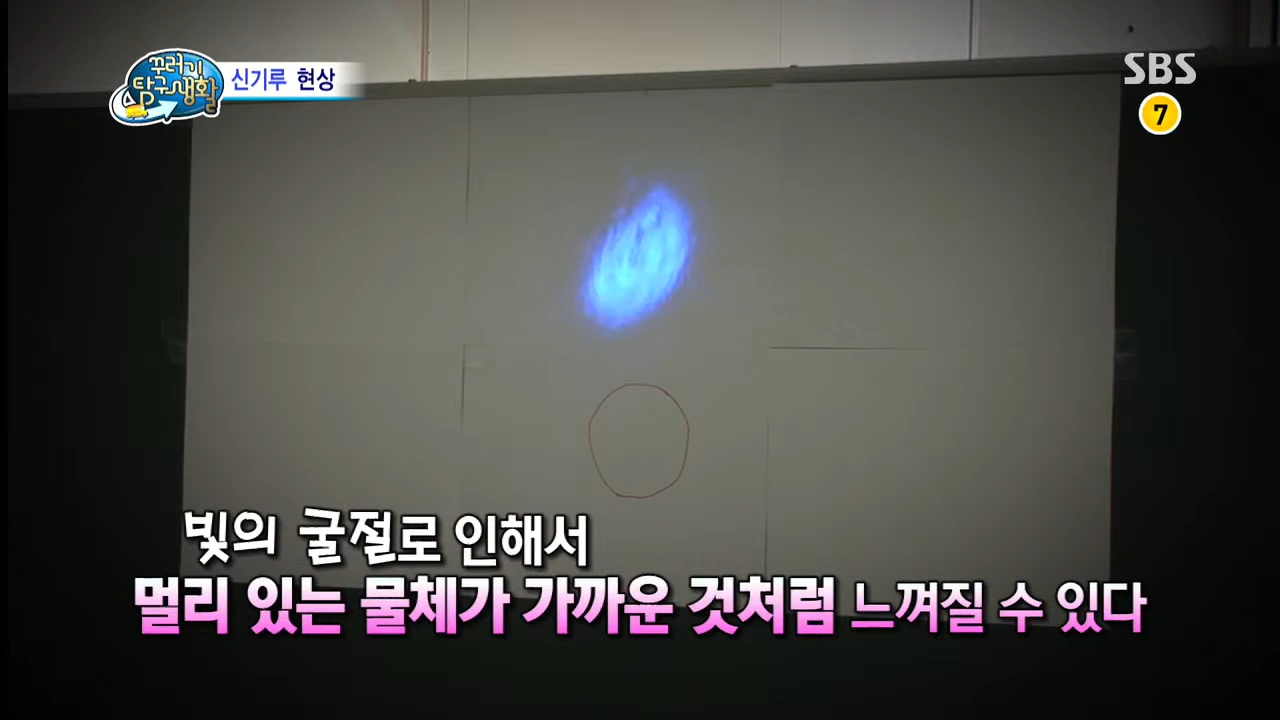 꾸러기
탐구생활
신기루 현상
SBS
7
빛의 굴절로 인해서
멀리 있는 물체가 가까운 것처럼 느껴질 수 있다